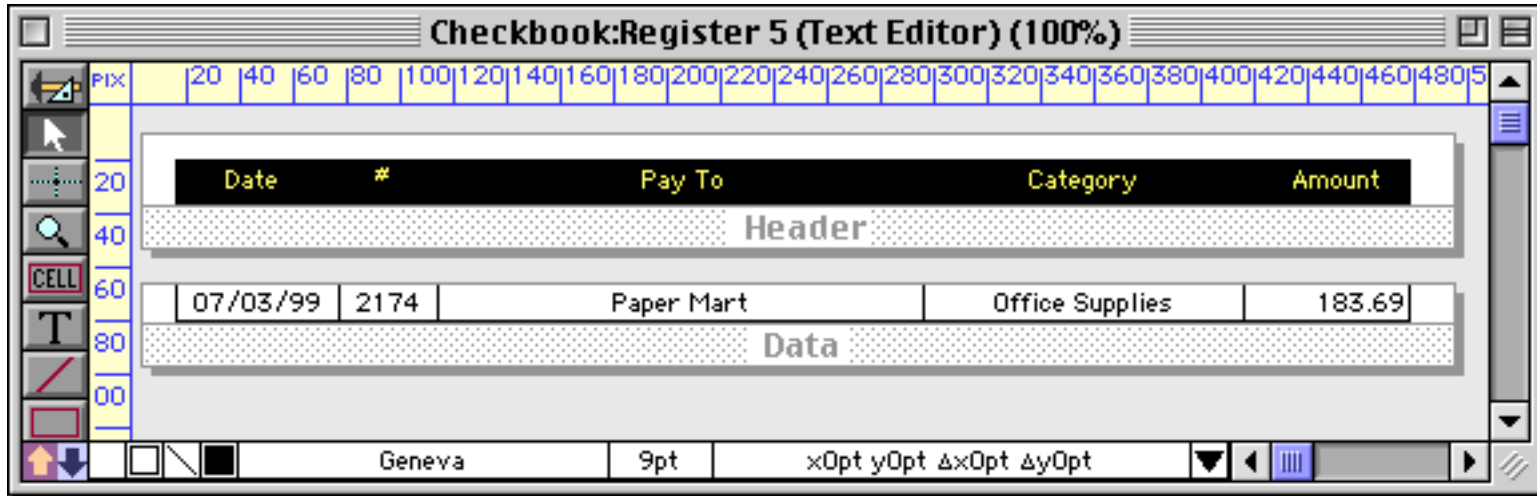 Checkbook:Register 5 (Text Editor) (100%)
PIX 20 40 60 80 100 120 140 160 180 200 220 240 260 280 300 320 340 360 380 400 420 440 460 480 5
20 Date # Pay To Category Amount
40 Header
CELL
60 07/03/99 2174 Paper Mart Office Supplies 183.69
T
80 Data
00
Geneva 9pt x0pt y0pt Δx0pt Δy0pt